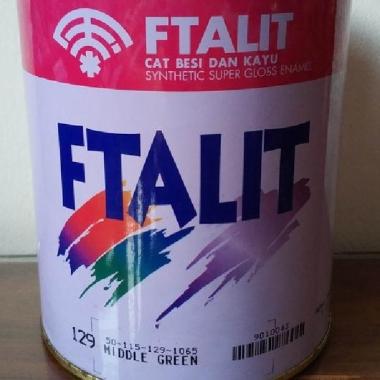 FTALIT
CAT BESI DAN KAYU
SYNTHETIC SUPER GLOSS ENAMEL
FTALIT
50-115-129-1065
129 MIDDLE GREEN